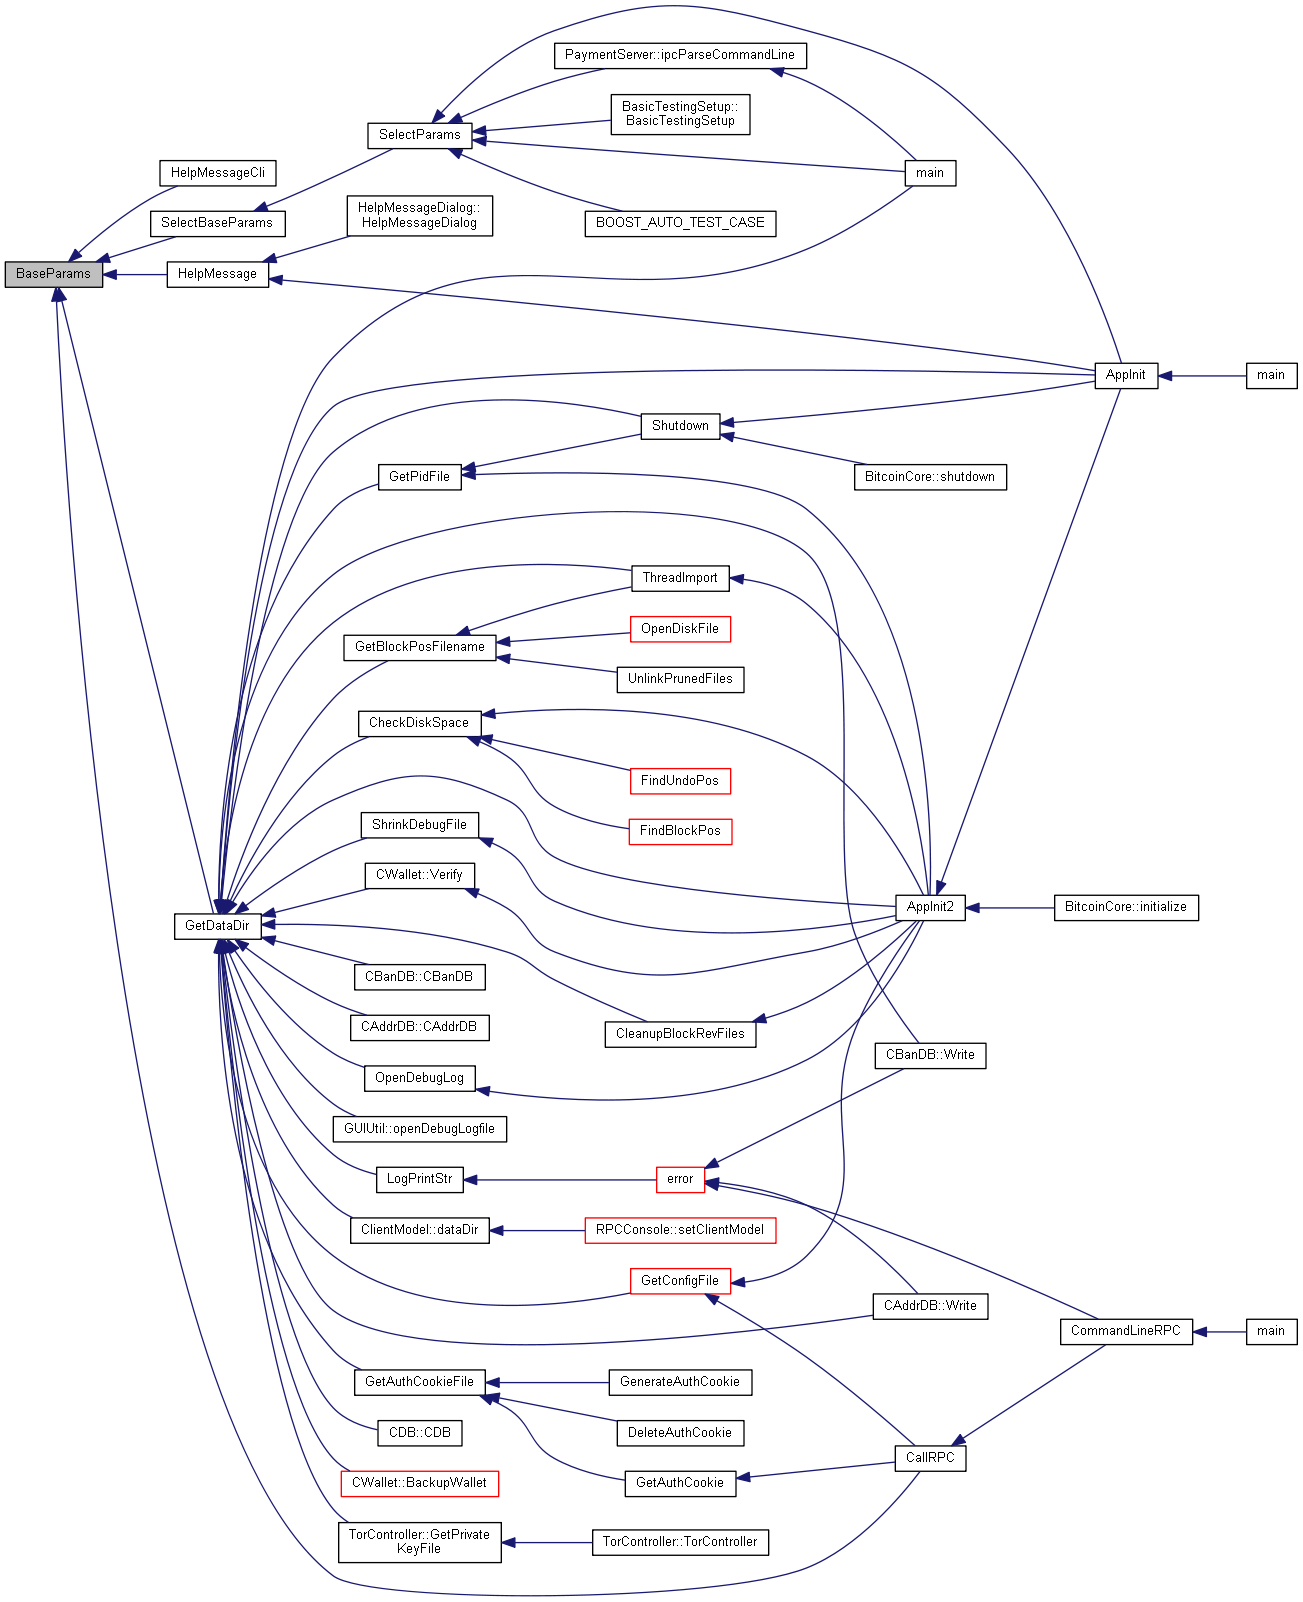 PaymentServer::ipcParseCommandLine
BasicTestingSetup::
BasicTestingSetup
SelectParams
HelpMessageCli
main
HelpMessageDialog::
HelpMessageDialog
SelectBaseParams
BOOST_AUTO_TEST_CASE
BaseParams
HelpMessage
AppInit
main
Shutdown
GetPidFile
BitcoinCore::shutdown
ThreadImport
OpenDiskFile
GetBlockPosFilename
UnlinkPrunedFiles
CheckDiskSpace
FindUndoPos
ShrinkDebugFile
FindBlockPos
CWallet::Verify
AppInit2
BitcoinCore::initialize
GetDataDir
CBanDB::CBanDB
CAddrDB::CAddrDB
CleanupBlockRevFiles
CBanDB::Write
OpenDebugLog
GUIUtil::openDebugLogfile
LogPrintStr
error
ClientModel::dataDir
RPCConsole::setClientModel
GetConfigFile
CAddrDB::Write
CommandLineRPC
main
GetAuthCookieFile
GenerateAuthCookie
CDB::CDB
DeleteAuthCookie
CallRPC
CWallet::BackupWallet
GetAuthCookie
TorController::GetPrivate
KeyFile
TorController::TorController